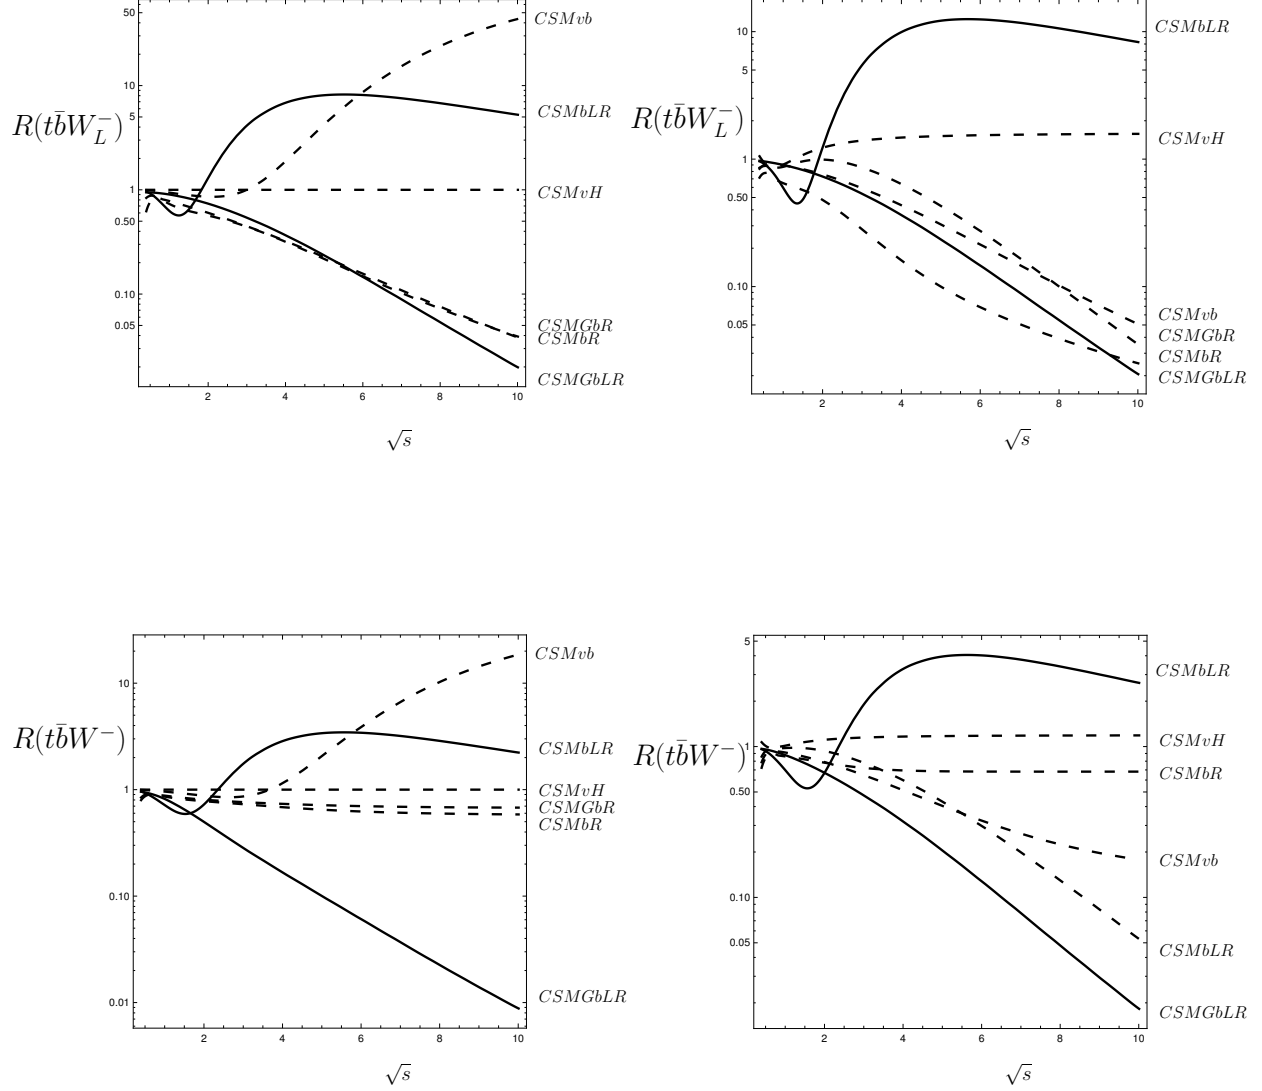 50
10
5
1
0.50
0.10
0.05
2 4 6 8 10
R(tb̄W_L^-)
√s
CSMvb
CSMbLR
CSMvH
CSMGbR
CSMbR
CSMGbLR
10
5
1
0.50
0.10
0.05
2 4 6 8 10
R(tb̄W_L^-)
√s
CSMbLR
CSMvH
CSMvb
CSMGbR
CSMbR
CSMGbLR
10
1
0.10
0.01
2 4 6 8 10
R(tb̄W^-)
√s
CSMvb
CSMbLR
CSMvH
CSMGbR
CSMbR
CSMGbLR
5
1
0.50
0.10
0.05
2 4 6 8 10
R(tb̄W^-)
√s
CSMbLR
CSMvH
CSMbR
CSMvb
CSMbLR
CSMGbLR